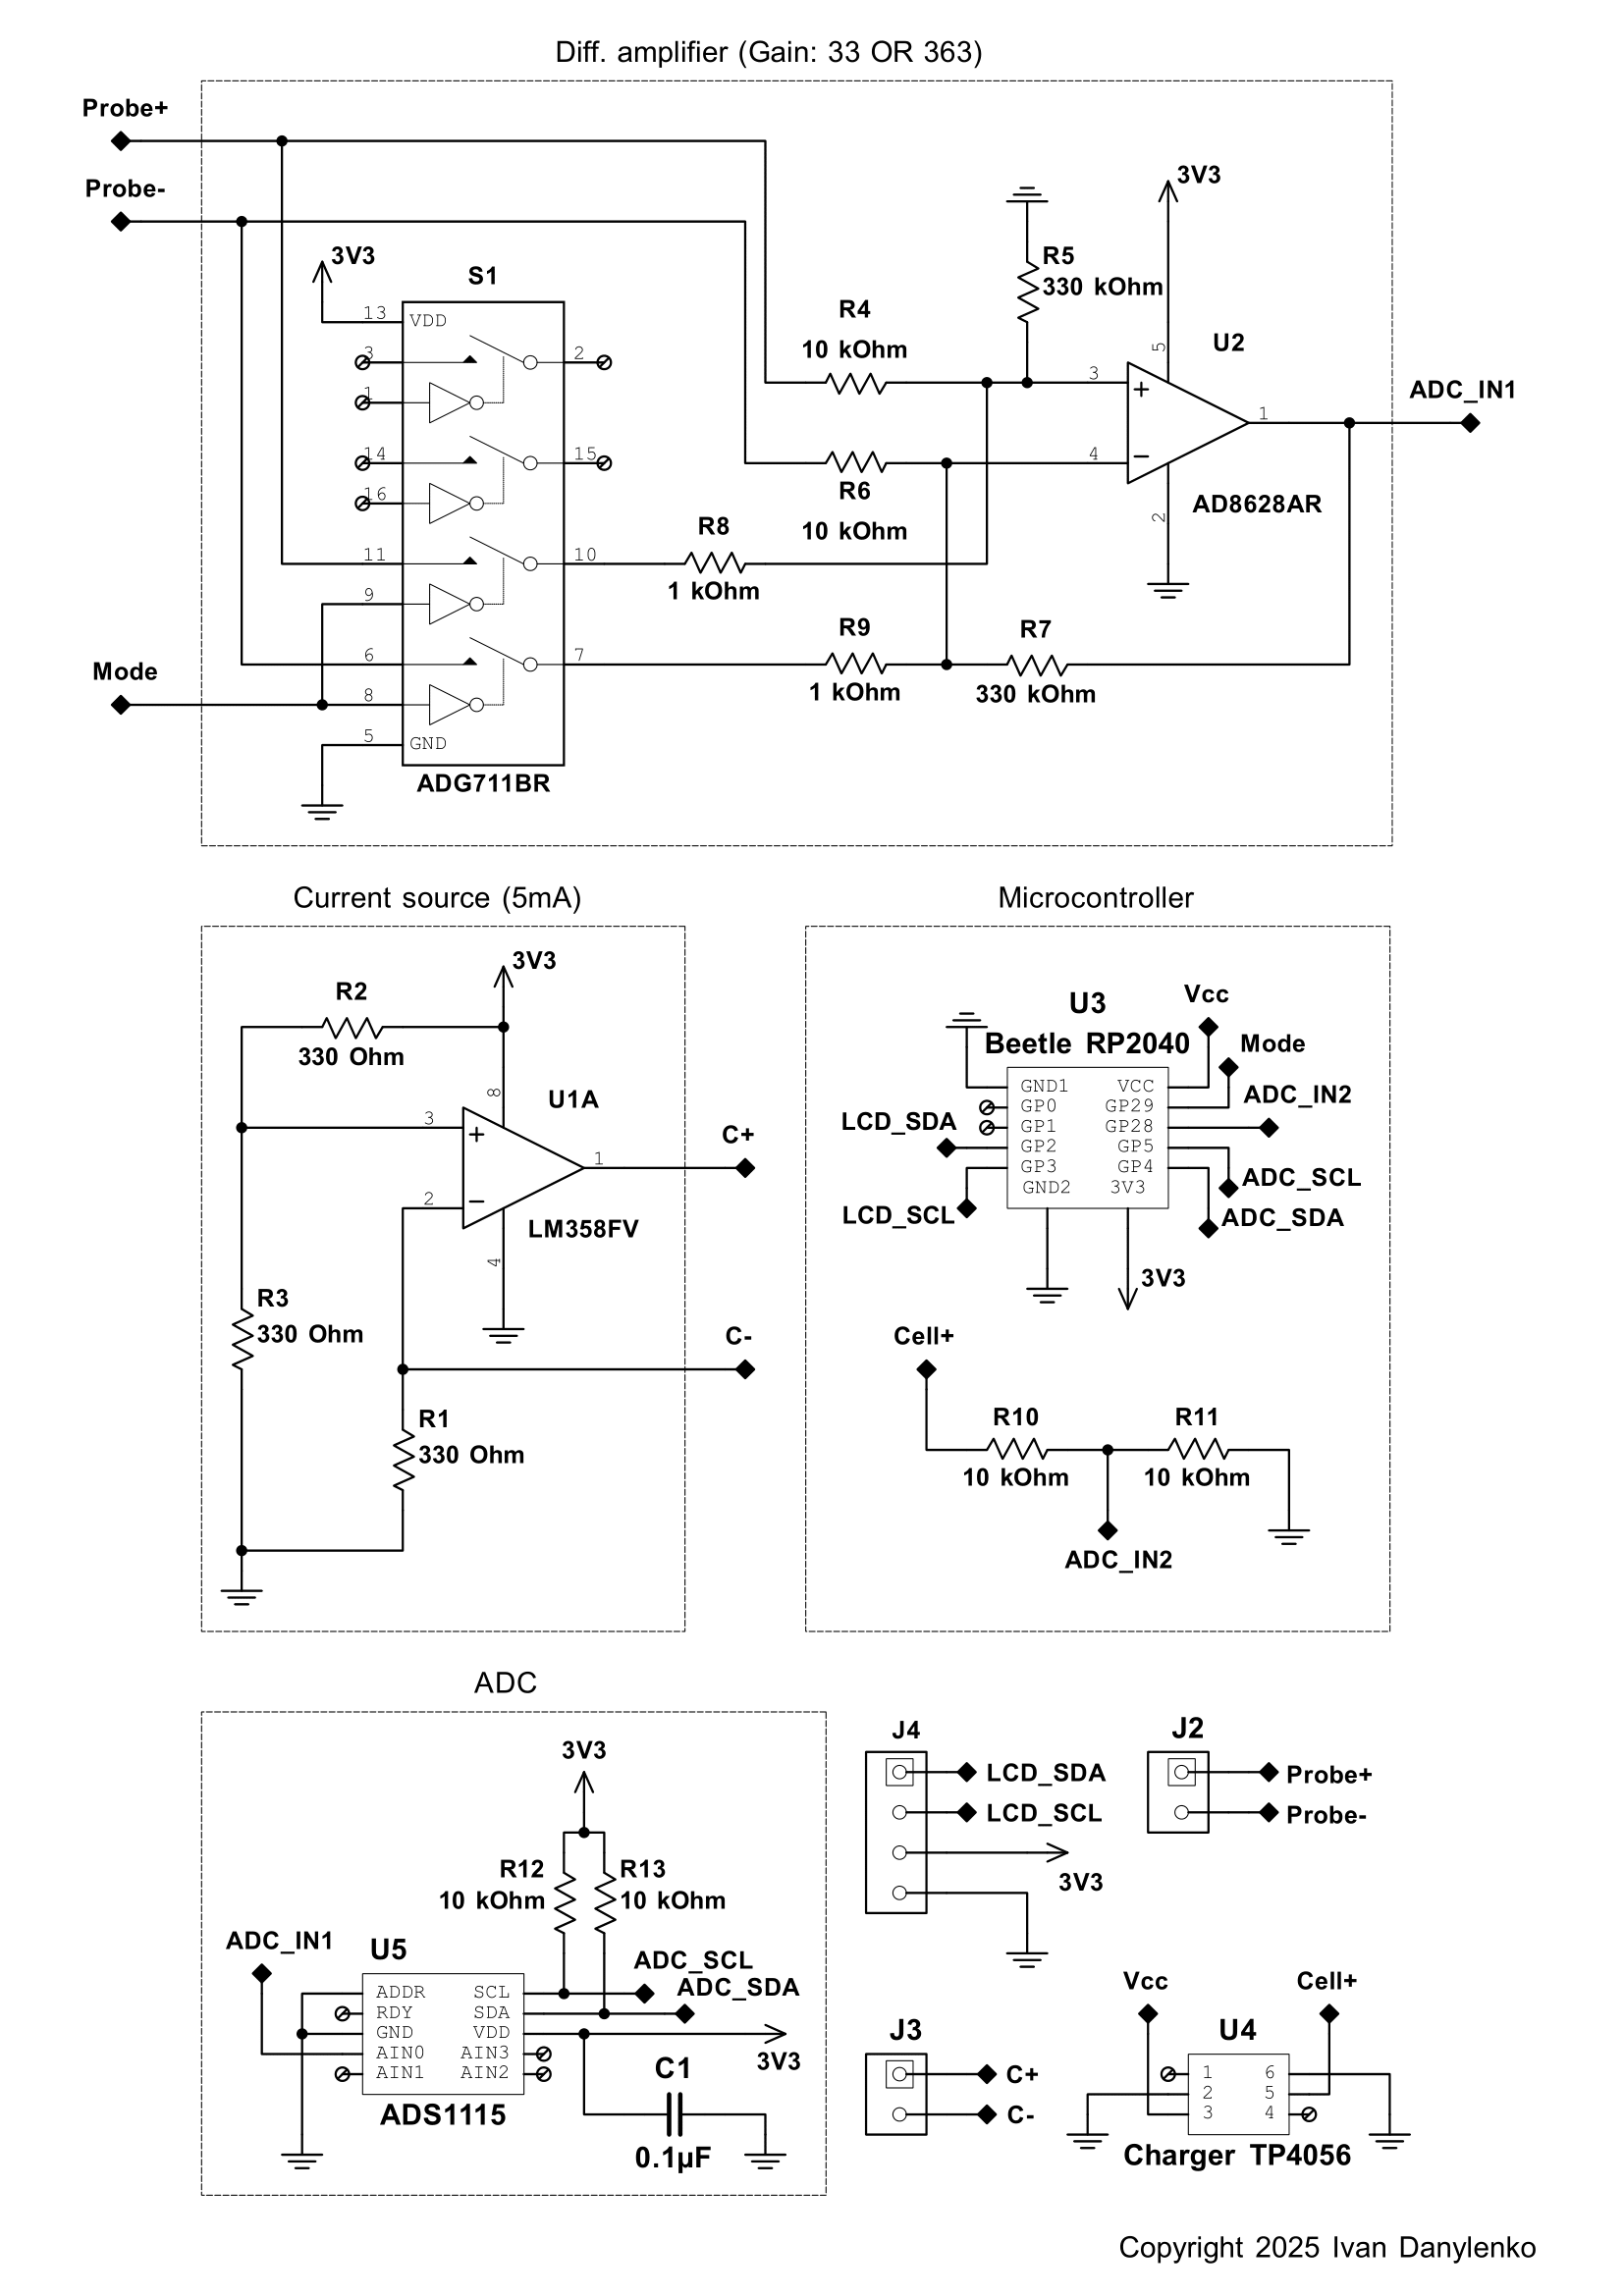 Diff. amplifier (Gain: 33 OR 363)
Probe+
Probe-
3V3
3V3
S1
R5
330 kOhm
13
VDD
R4
10 kOhm
5
U2
3
2
3
1
+
1
ADC_IN1
14
15
4
−
R6
10 kOhm
AD8628AR
16
2
R8
11
10
1 kOhm
9
R9
R7
6
7
Mode
1 kOhm
330 kOhm
8
5
GND
ADG711BR
Current source (5mA)
3V3
R2
330 Ohm
8
U1A
3
+
C+
1
2
−
LM358FV
4
R3
330 Ohm
C-
R1
330 Ohm
Microcontroller
Vcc
U3
Beetle RP2040
Mode
GND1
VCC
ADC_IN2
GP0
GP29
LCD_SDA
GP1
GP28
GP2
GP5
GP3
GP4
ADC_SCL
GND2
3V3
LCD_SCL
ADC_SDA
3V3
Cell+
R10
R11
10 kOhm
10 kOhm
ADC_IN2
ADC
3V3
R12
10 kOhm
R13
10 kOhm
ADC_IN1
U5
ADC_SCL
ADC_SDA
ADDR
SCL
RDY
SDA
GND
VDD
AIN0
AIN3
3V3
AIN1
AIN2
C1
ADS1115
0.1µF
J4
LCD_SDA
LCD_SCL
3V3
J2
Probe+
Probe-
J3
C+
C-
Vcc
Cell+
U4
1
6
2
5
3
4
Charger TP4056
Copyright 2025 Ivan Danylenko